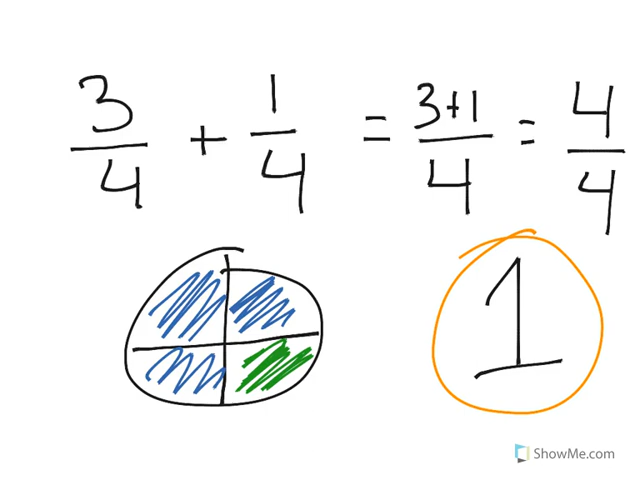 3/4 + 1/4 = 3+1/4 = 4/4
1
ShowMe.com